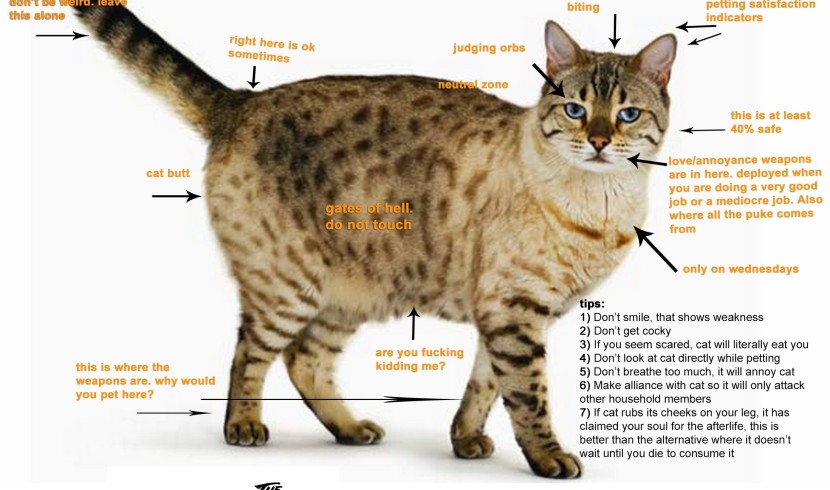 don't be weird. leave
this alone
biting
petting satisfaction
indicators
right here is ok
sometimes
judging orbs
neutral zone
this is at least
40% safe
cat butt
love/annoyance weapons
are in here. deployed when
you are doing a very good
job or a mediocre job. Also
where all the puke comes
from
gates of hell.
do not touch
only on wednesdays
are you fucking
kidding me?
this is where the
weapons are. why would
you pet here?
tips:
1) Don't smile, that shows weakness
2) Don't get cocky
3) If you seem scared, cat will literally eat you
4) Don't look at cat directly while petting
5) Don't breathe too much, it will annoy cat
6) Make alliance with cat so it will only attack
other household members
7) If cat rubs its cheeks on your leg, it has
claimed your soul for the afterlife, this is
better than the alternative where it doesn't
wait until you die to consume it
THE